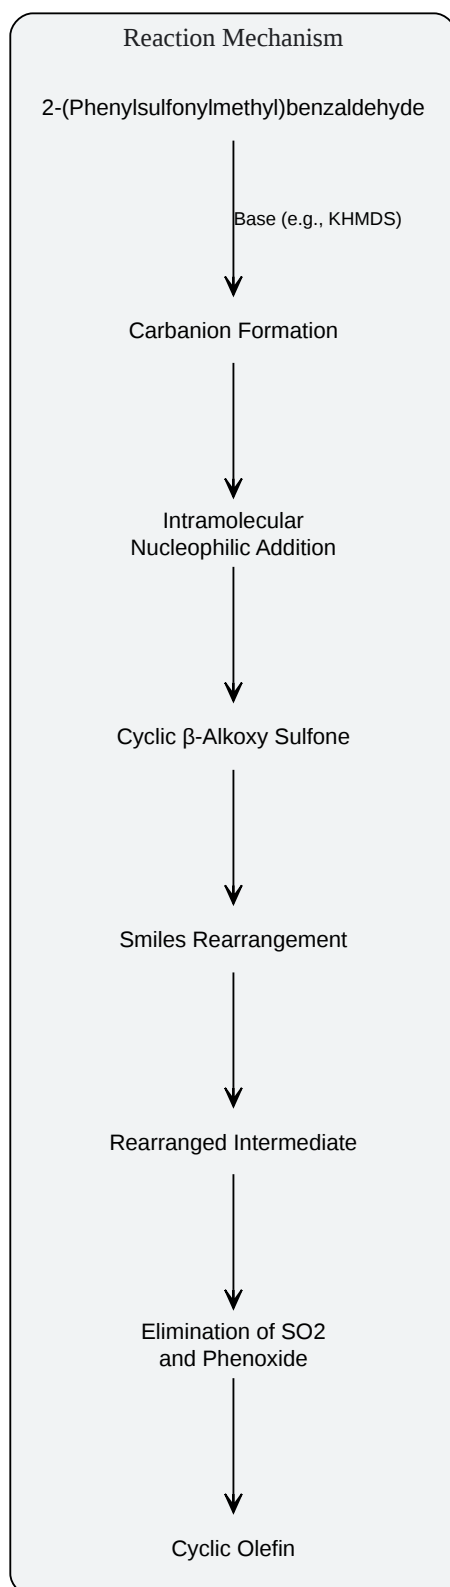 Reaction Mechanism
2-(Phenylsulfonylmethyl)benzaldehyde
Base (e.g., KHMDS)
Carbanion Formation
Intramolecular
Nucleophilic Addition
Cyclic β-Alkoxy Sulfone
Smiles Rearrangement
Rearranged Intermediate
Elimination of SO2
and Phenoxide
Cyclic Olefin